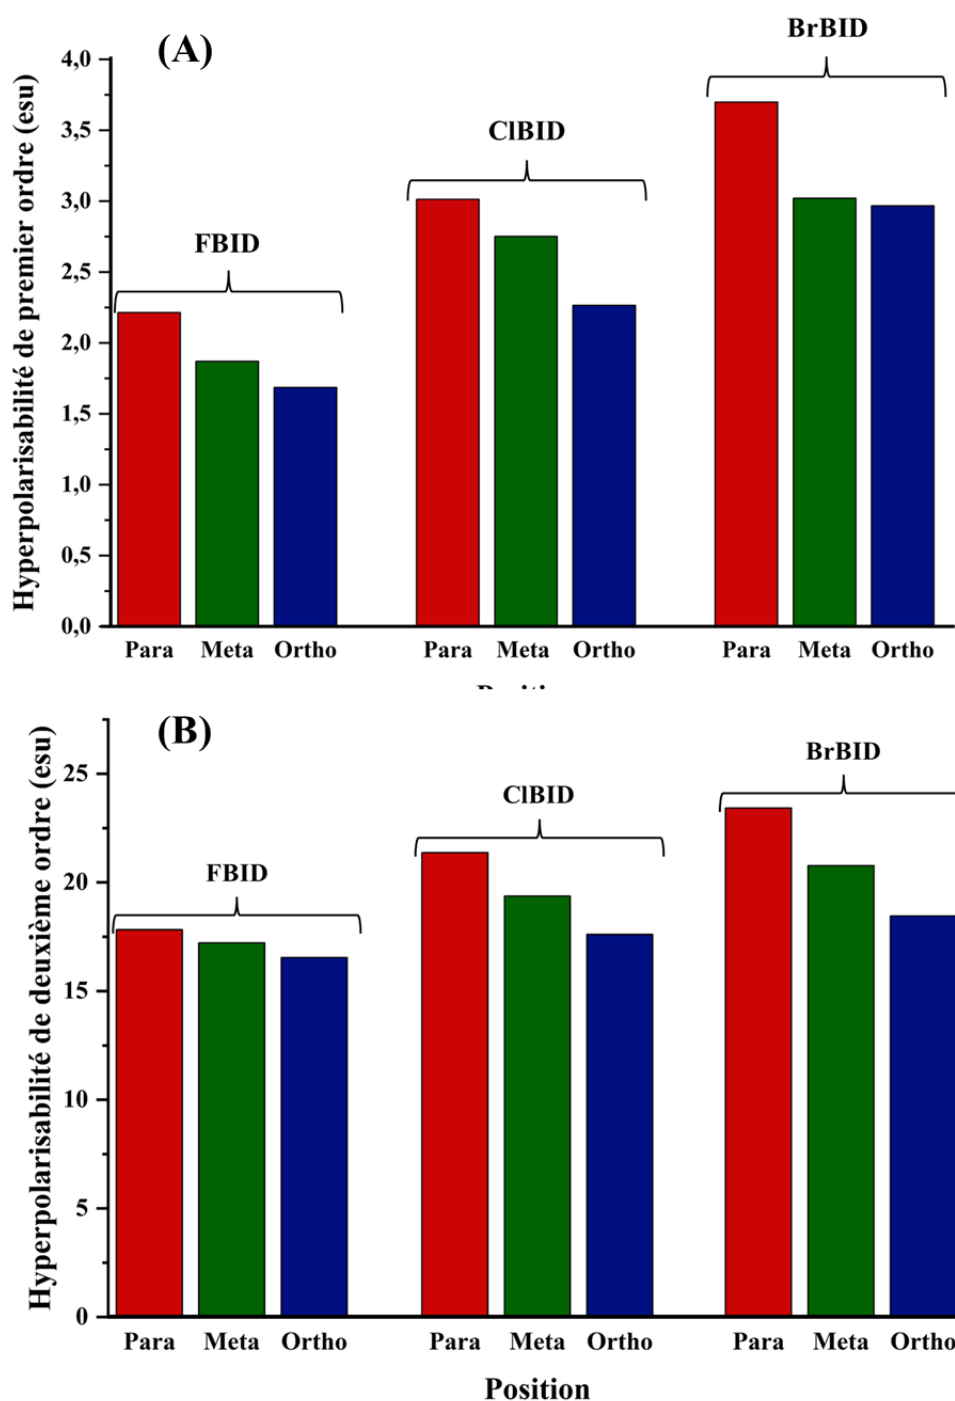 (A)
BrBID
ClBID
FBID
Hyperpolarisabilité de premier ordre (esu)
4,0
3,5
3,0
2,5
2,0
1,5
1,0
0,5
0,0
Para Meta Ortho Para Meta Ortho Para Meta Ortho
(B)
BrBID
ClBID
FBID
Hyperpolarisabilité de deuxième ordre (esu)
25
20
15
10
5
0
Para Meta Ortho Para Meta Ortho Para Meta Ortho
Position